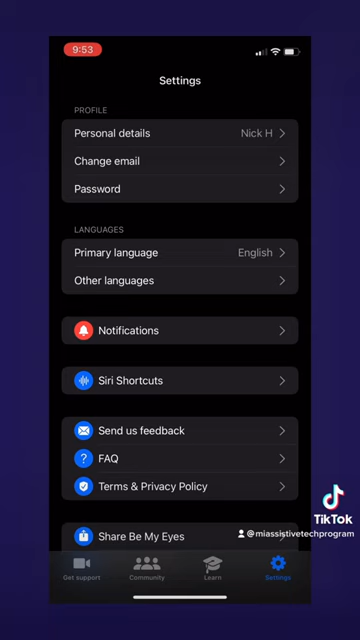 9:53
Settings
PROFILE
Personal details Nick H
Change email
Password
LANGUAGES
Primary language English
Other languages
Notifications
Siri Shortcuts
Send us feedback
? FAQ
Terms & Privacy Policy
TikTok
@miassistivetechprogram
Share Be My Eyes
Get support Community Learn Settings